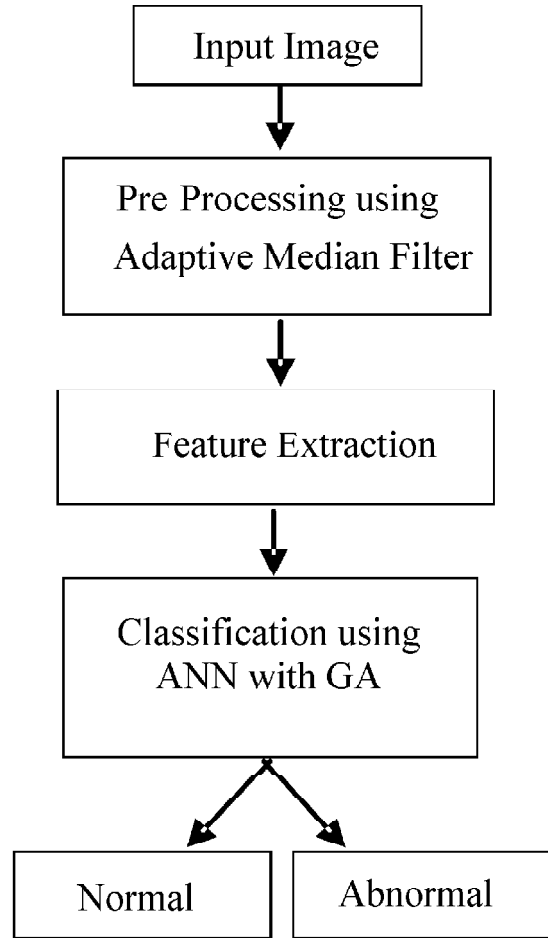 Input Image
Pre Processing using
Adaptive Median Filter
Feature Extraction
Classification using
ANN with GA
Normal
Abnormal